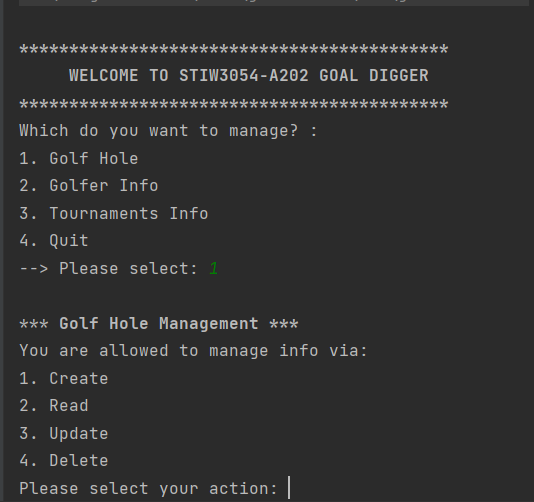 *******************************************
WELCOME TO STIW3054-A202 GOAL DIGGER
*******************************************
Which do you want to manage? :
1. Golf Hole
2. Golfer Info
3. Tournaments Info
4. Quit
--> Please select: 1
*** Golf Hole Management ***
You are allowed to manage info via:
1. Create
2. Read
3. Update
4. Delete
Please select your action: